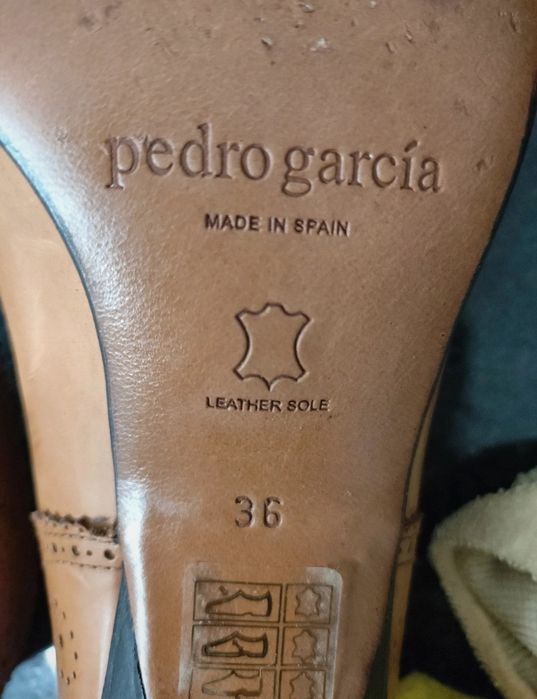 pedro garcía
MADE IN SPAIN
LEATHER SOLE
36